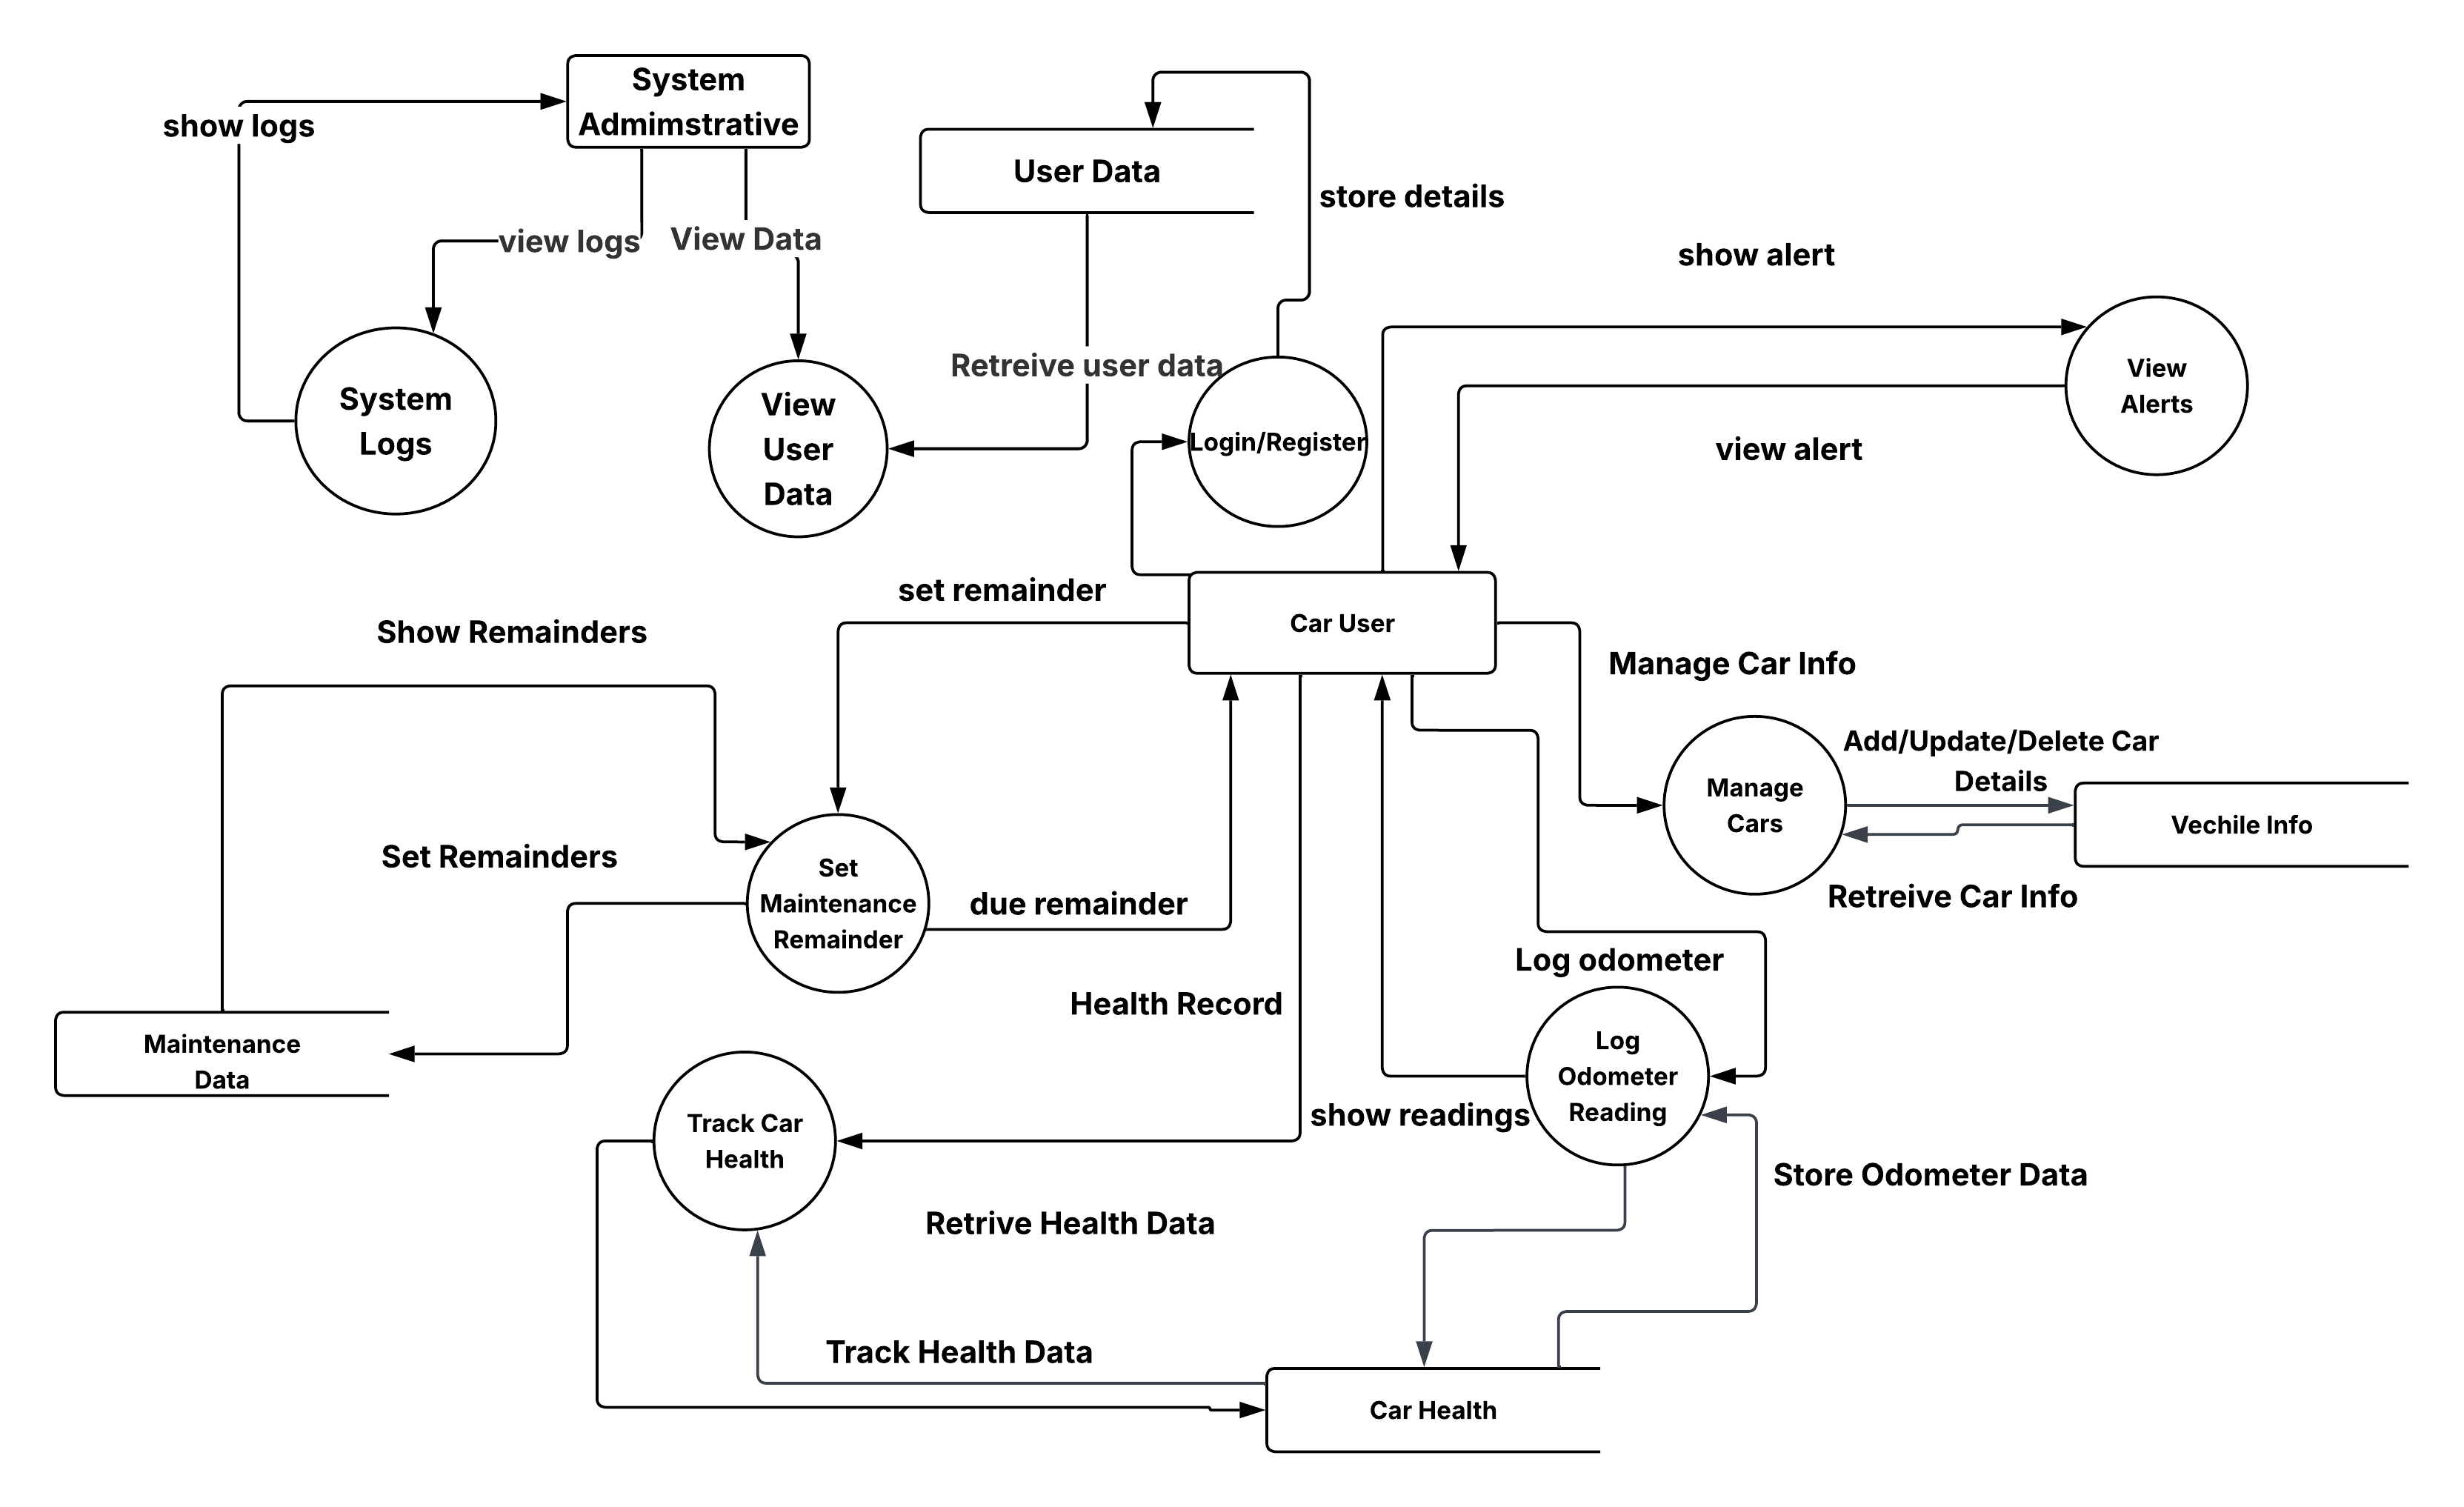 System
Admimstrative
show logs
User Data
store details
view logs
View Data
show alert
Retreive user data
View
Alerts
System
Logs
View
User
Data
Login/Register
view alert
set remainder
Car User
Show Remainders
Manage Car Info
Add/Update/Delete Car
Details
Manage
Cars
Vechile Info
Set Remainders
Set
Maintenance
Remainder
due remainder
Retreive Car Info
Log odometer
Health Record
Maintenance
Data
Log
Odometer
Reading
show readings
Track Car
Health
Store Odometer Data
Retrive Health Data
Track Health Data
Car Health